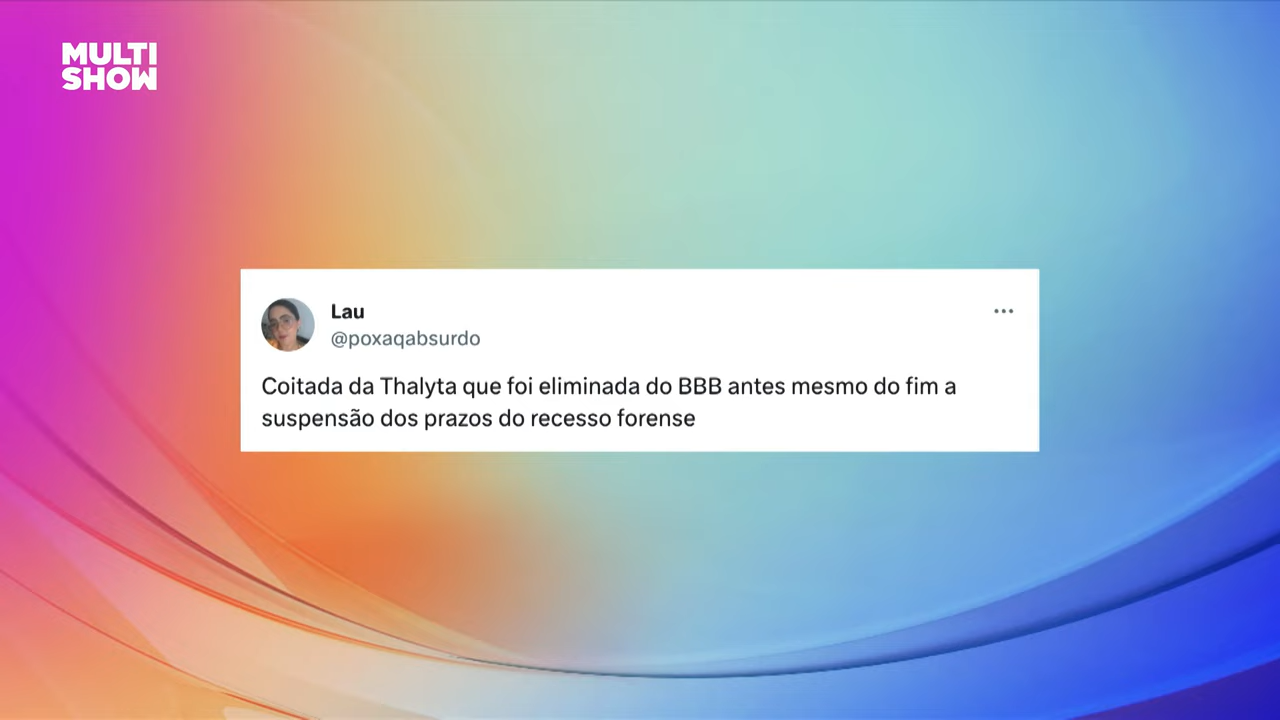 MULTI
SHOW
Lau
@poxaqabsurdo
Coitada da Thalyta que foi eliminada do BBB antes mesmo do fim a
suspensão dos prazos do recesso forense